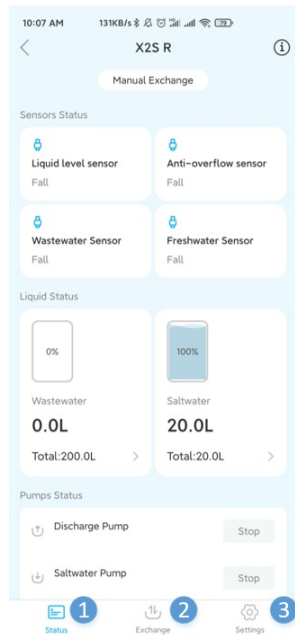 10:07 AM 131KB/s 79
X2S R
Manual Exchange
Sensors Status
Liquid level sensor
Fall
Anti-overflow sensor
Fall
Wastewater Sensor
Fall
Freshwater Sensor
Fall
Liquid Status
0%
Wastewater
0.0L
Total:200.0L
100%
Saltwater
20.0L
Total:20.0L
Pumps Status
Discharge Pump
Stop
Saltwater Pump
Stop
1
Status
2
Exchange
3
Settings